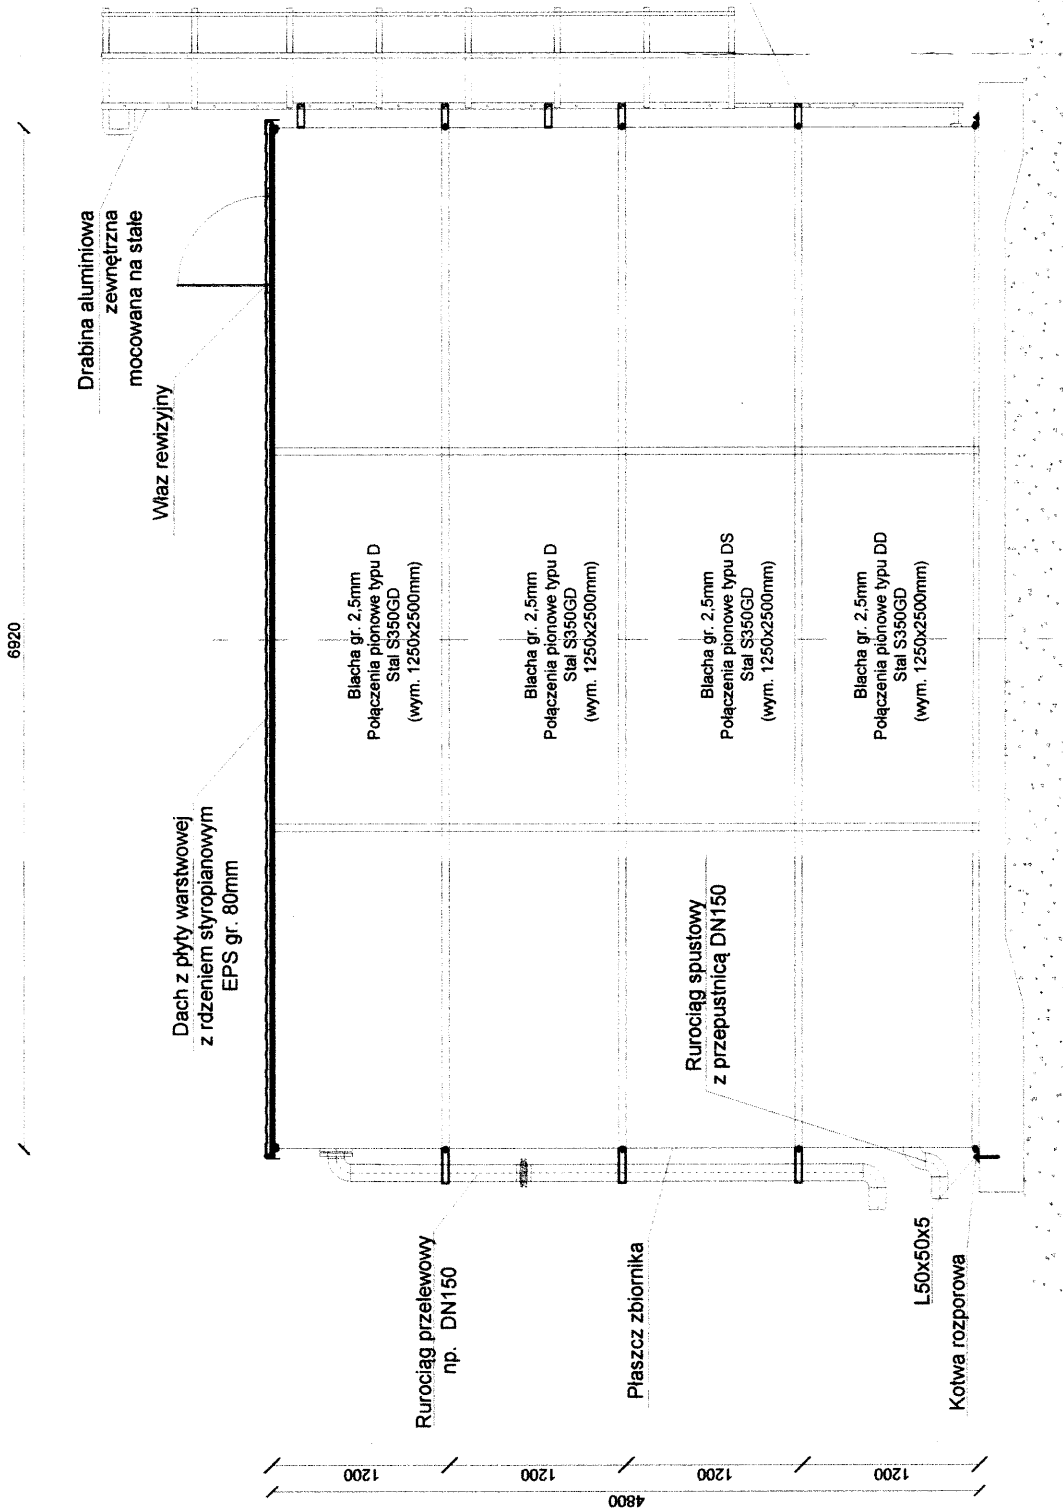 6920
Drabina aluminiowa
zewnętrzna
mocowana na stałe
Właz rewizyjny
Dach z płyty warstwowej
z rdzeniem styropianowym
EPS gr. 80mm
Blacha gr. 2,5mm
Połączenia pionowe typu D
Stal S350GD
(wym. 1250x2500mm)
Blacha gr. 2,5mm
Połączenia pionowe typu D
Stal S350GD
(wym. 1250x2500mm)
Blacha gr. 2,5mm
Połączenia pionowe typu DS
Stal S350GD
(wym. 1250x2500mm)
Blacha gr. 2,5mm
Połączenia pionowe typu DD
Stal S350GD
(wym. 1250x2500mm)
Rurociąg spustowy
z przepustnicą DN150
Rurociąg przelewowy
np. DN150
Płaszcz zbiornika
L50x50x5
Kotwa rozporowa
1200
1200
1200
1200
4800